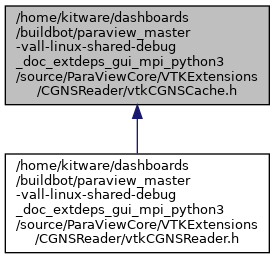 /home/kitware/dashboards
/buildbot/paraview_master
-vall-linux-shared-debug
_doc_extdeps_gui_mpi_python3
/source/ParaViewCore/VTKExtensions
/CGNSReader/vtkCGNSCache.h
/home/kitware/dashboards
/buildbot/paraview_master
-vall-linux-shared-debug
_doc_extdeps_gui_mpi_python3
/source/ParaViewCore/VTKExtensions
/CGNSReader/vtkCGNSReader.h